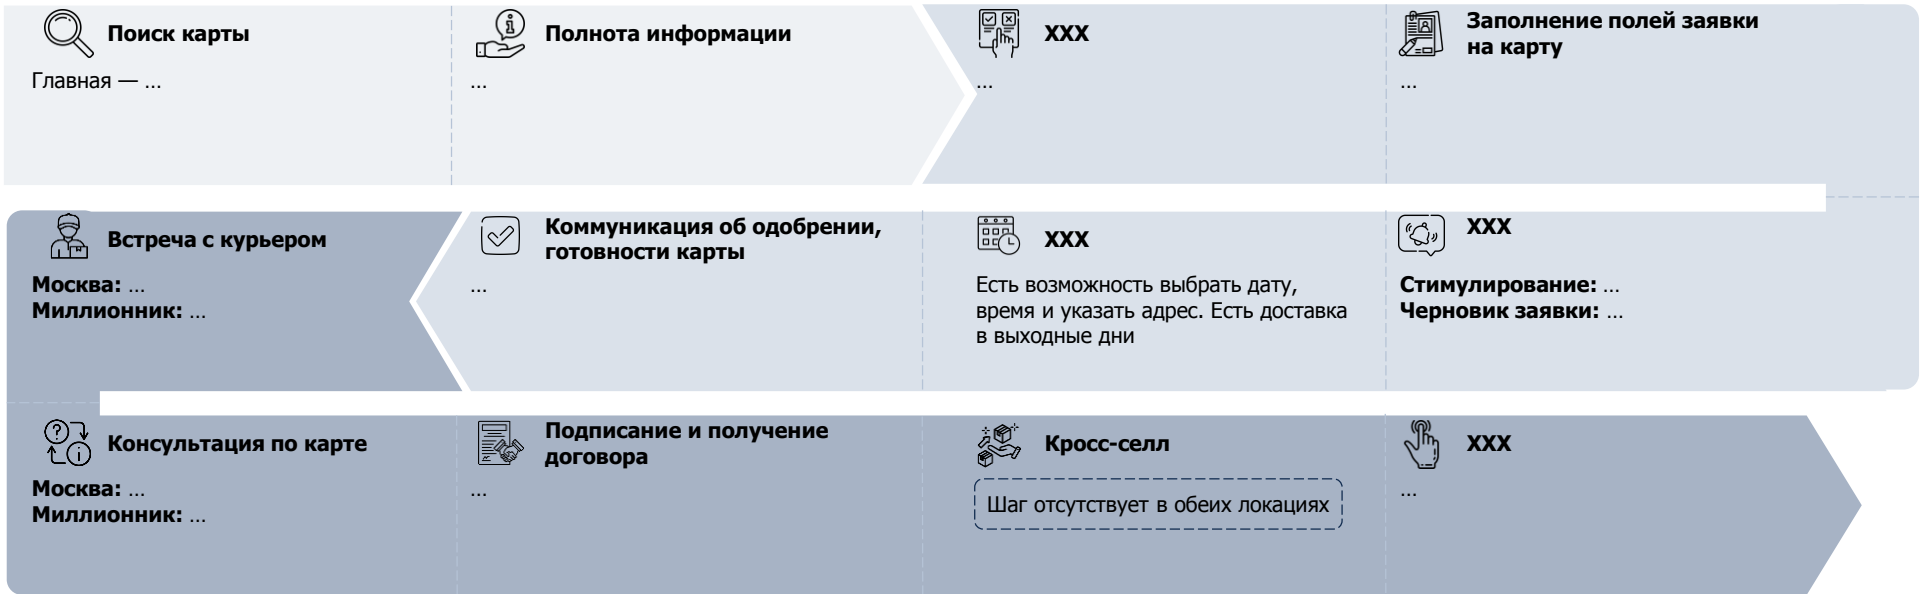 Поиск карты
Главная — ...
Полнота информации
...
XXX
...
Заполнение полей заявки
на карту
...
Встреча с курьером
Москва: ...
Миллионник: ...
Коммуникация об одобрении,
готовности карты
...
XXX
Есть возможность выбрать дату,
время и указать адрес. Есть доставка
в выходные дни
XXX
Стимулирование: ...
Черновик заявки: ...
Консультация по карте
Москва: ...
Миллионник: ...
Подписание и получение
договора
...
Кросс-селл
Шаг отсутствует в обеих локациях
XXX
...